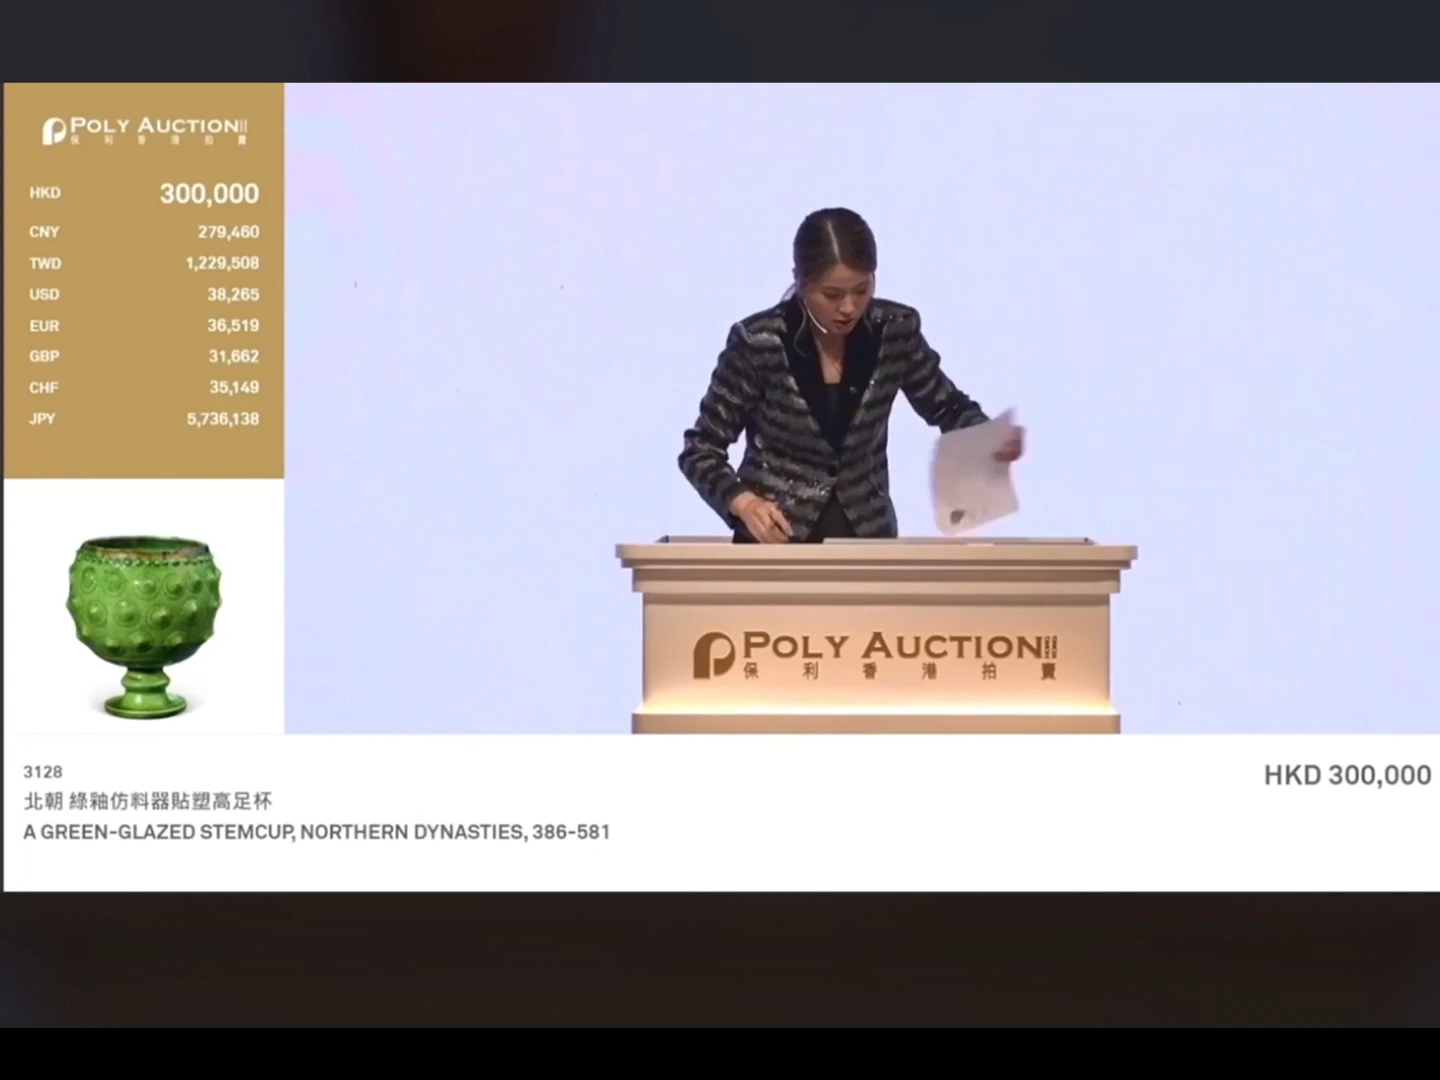 POLY AUCTION
保利香港拍賣
HKD 300,000
CNY 279,460
TWD 1,229,508
USD 38,265
EUR 36,519
GBP 31,662
CHF 35,149
JPY 5,736,138
POLY AUCTION
保利香港拍賣
3128
北朝 綠釉仿料器貼塑高足杯
A GREEN-GLAZED STEMCUP, NORTHERN DYNASTIES, 386-581
HKD 300,000